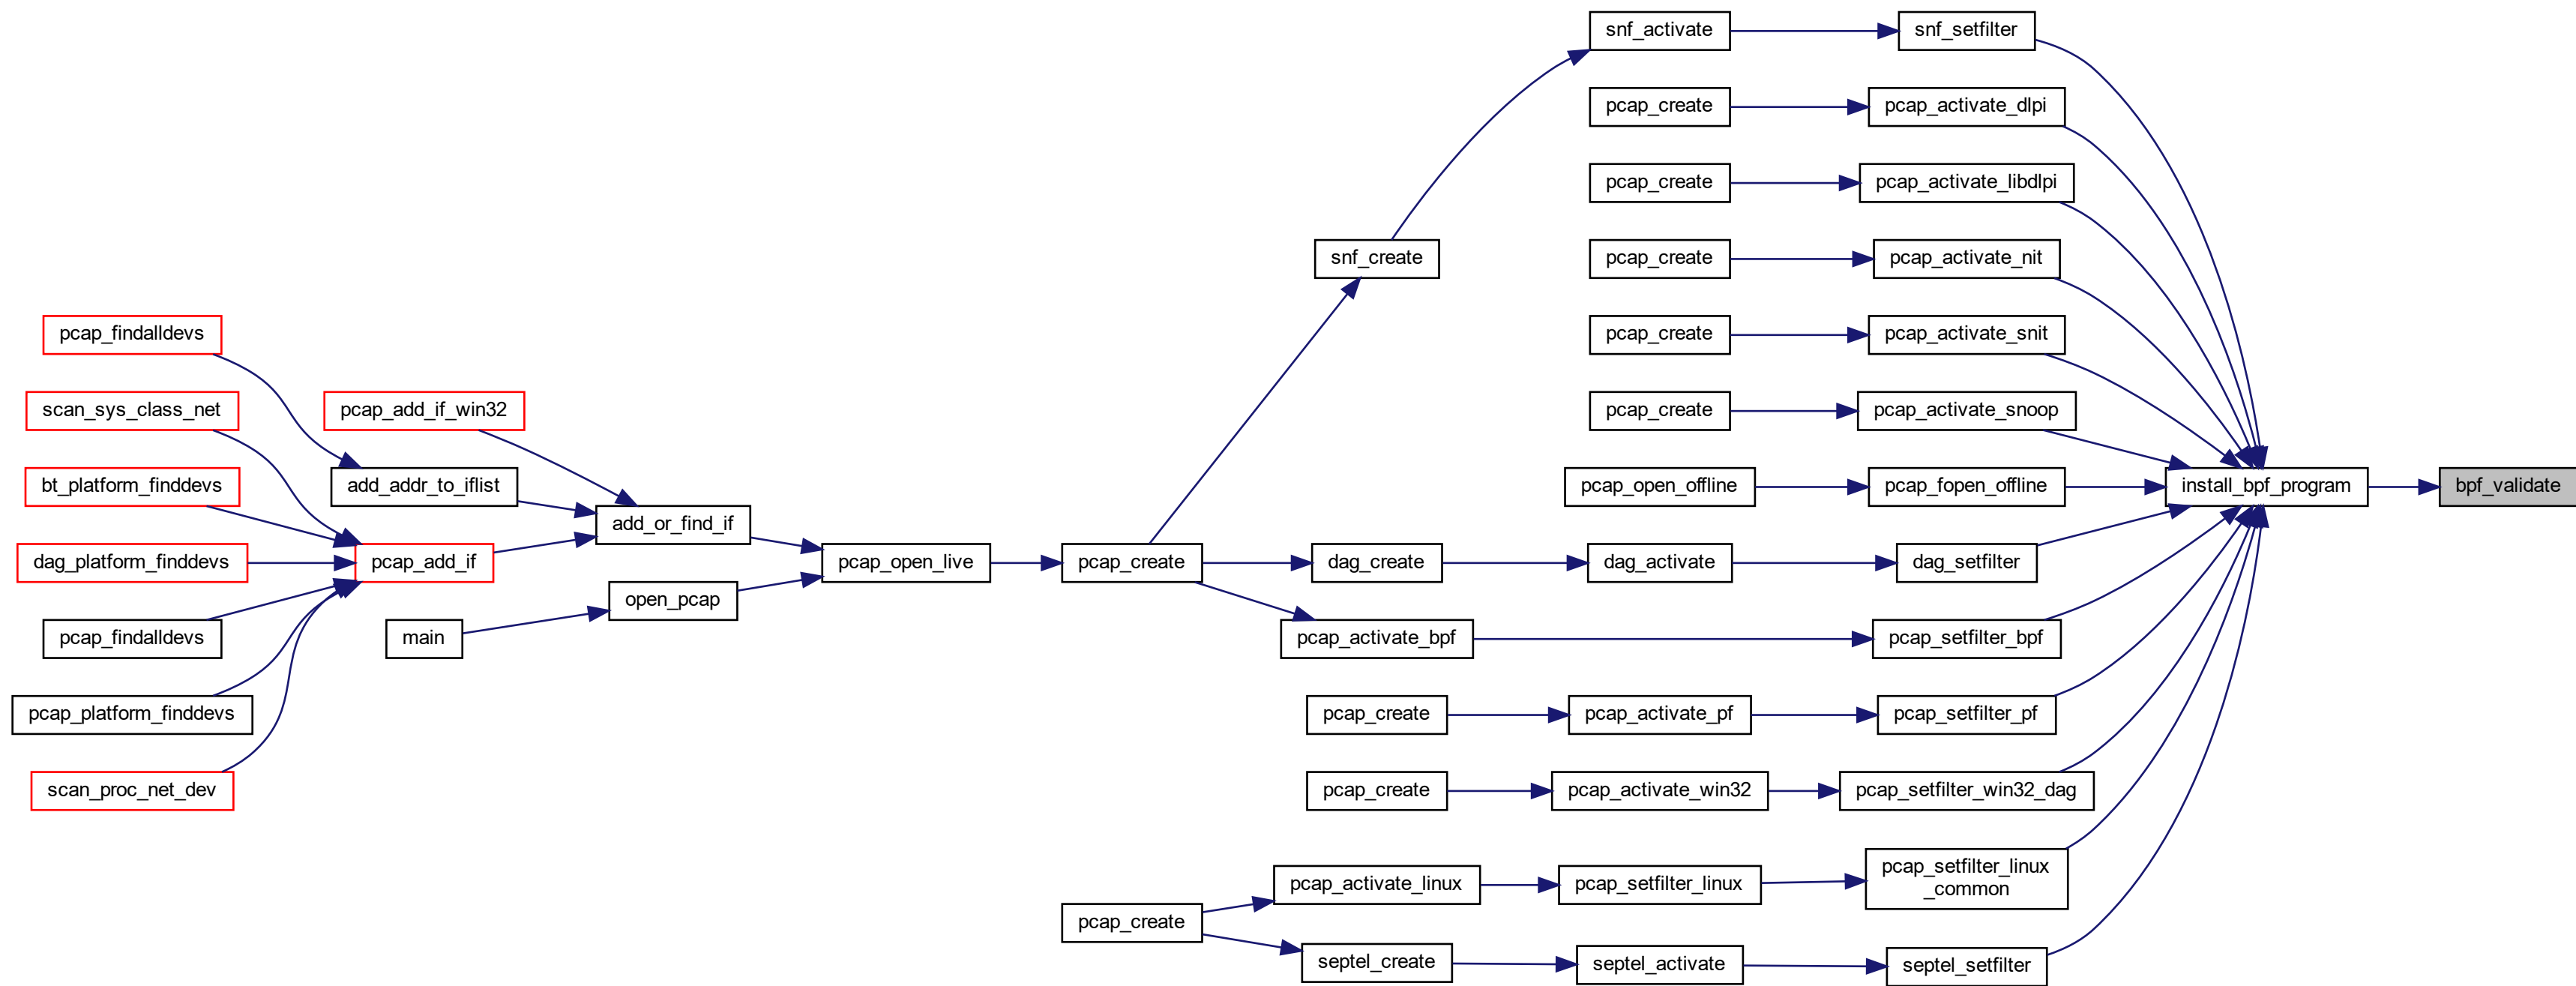 snf_activate
snf_setfilter
pcap_create
pcap_activate_dlpi
pcap_create
pcap_activate_libdlpi
snf_create
pcap_create
pcap_activate_nit
pcap_findalldevs
pcap_create
pcap_activate_snit
scan_sys_class_net
pcap_add_if_win32
pcap_create
pcap_activate_snoop
bt_platform_finddevs
add_addr_to_iflist
pcap_open_offline
pcap_fopen_offline
install_bpf_program
bpf_validate
add_or_find_if
dag_platform_finddevs
pcap_add_if
pcap_open_live
pcap_create
dag_create
dag_activate
dag_setfilter
open_pcap
pcap_findalldevs
main
pcap_activate_bpf
pcap_setfilter_bpf
pcap_platform_finddevs
pcap_create
pcap_activate_pf
pcap_setfilter_pf
scan_proc_net_dev
pcap_create
pcap_activate_win32
pcap_setfilter_win32_dag
pcap_activate_linux
pcap_setfilter_linux
pcap_setfilter_linux
_common
pcap_create
septel_create
septel_activate
septel_setfilter